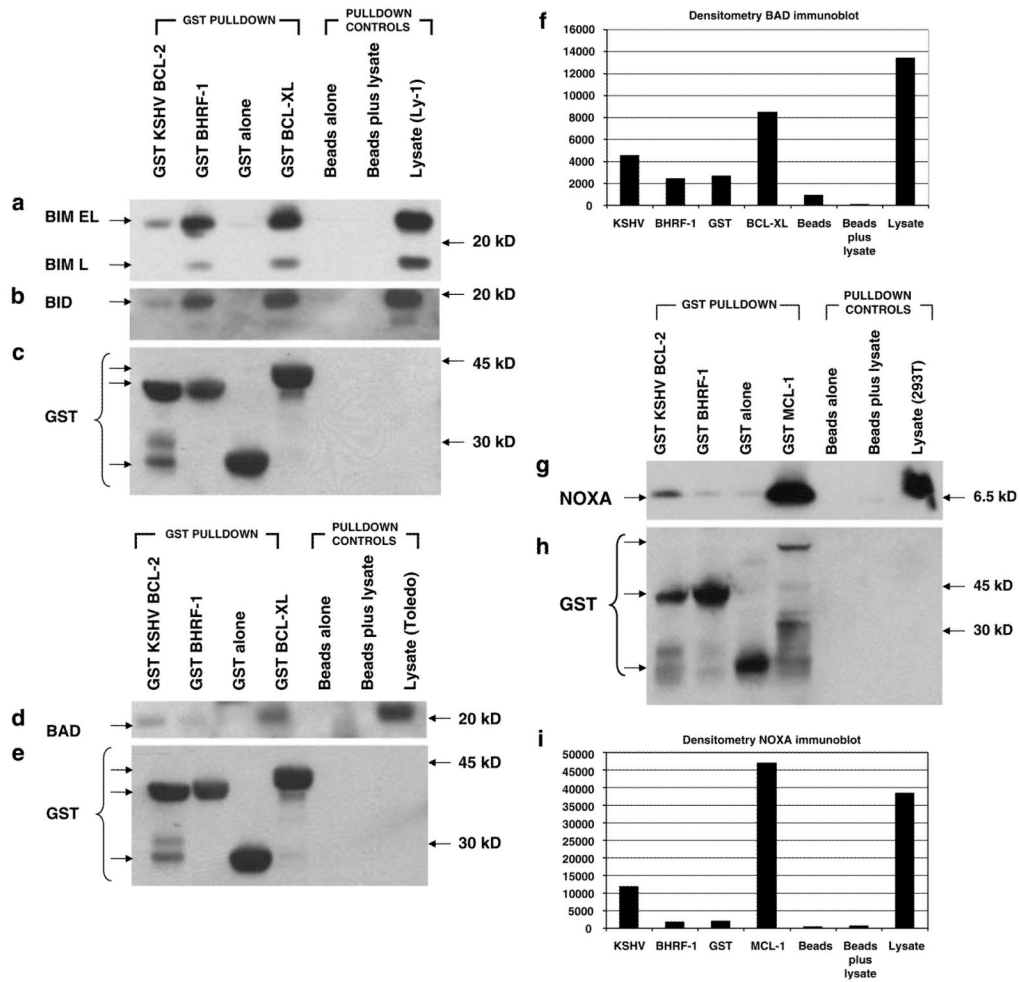 GST PULLDOWN
PULLDOWN
CONTROLS
GST KSHV BCL-2
GST BHRF-1
GST alone
GST BCL-XL
Beads alone
Beads plus lysate
Lysate (Ly-1)
a
BIM EL
20 kD
BIM L
b
BID
20 kD
c
45 kD
GST
30 kD
GST PULLDOWN
PULLDOWN
CONTROLS
GST KSHV BCL-2
GST BHRF-1
GST alone
GST BCL-XL
Beads alone
Beads plus lysate
Lysate (Toledo)
d
BAD
20 kD
e
45 kD
GST
30 kD
f
Densitometry BAD immunoblot
16000
14000
12000
10000
8000
6000
4000
2000
0
KSHV
BHRF-1
GST
BCL-XL
Beads
Beads
plus
lysate
Lysate
GST PULLDOWN
PULLDOWN
CONTROLS
GST KSHV BCL-2
GST BHRF-1
GST alone
GST MCL-1
Beads alone
Beads plus lysate
Lysate (293T)
g
NOXA
6.5 kD
h
45 kD
GST
30 kD
i
Densitometry NOXA immunoblot
50000
45000
40000
35000
30000
25000
20000
15000
10000
5000
0
KSHV
BHRF-1
GST
MCL-1
Beads
Beads
plus
lysate
Lysate